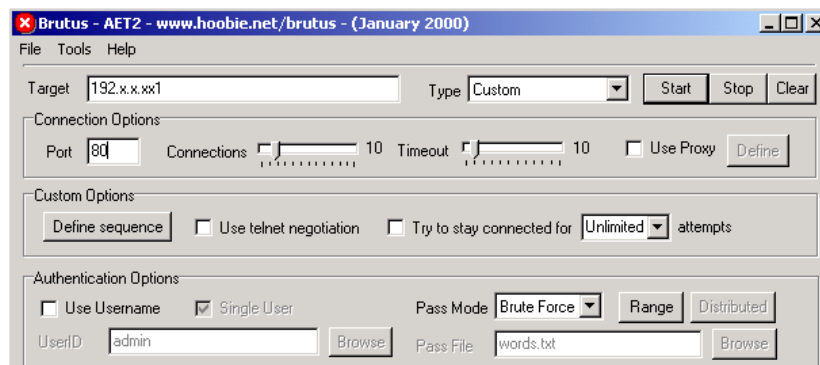 Brutus - AET2 - www.hoobie.net/brutus - (January 2000)
File Tools Help
Target 192.x.x.xx1 Type Custom Start Stop Clear
Connection Options
Port 80 Connections 10 Timeout 10 Use Proxy Define
Custom Options
Define sequence Use telnet negotiation Try to stay connected for Unlimited attempts
Authentication Options
Use Username Single User Pass Mode Brute Force Range Distributed
UserID admin Browse Pass File words.txt Browse